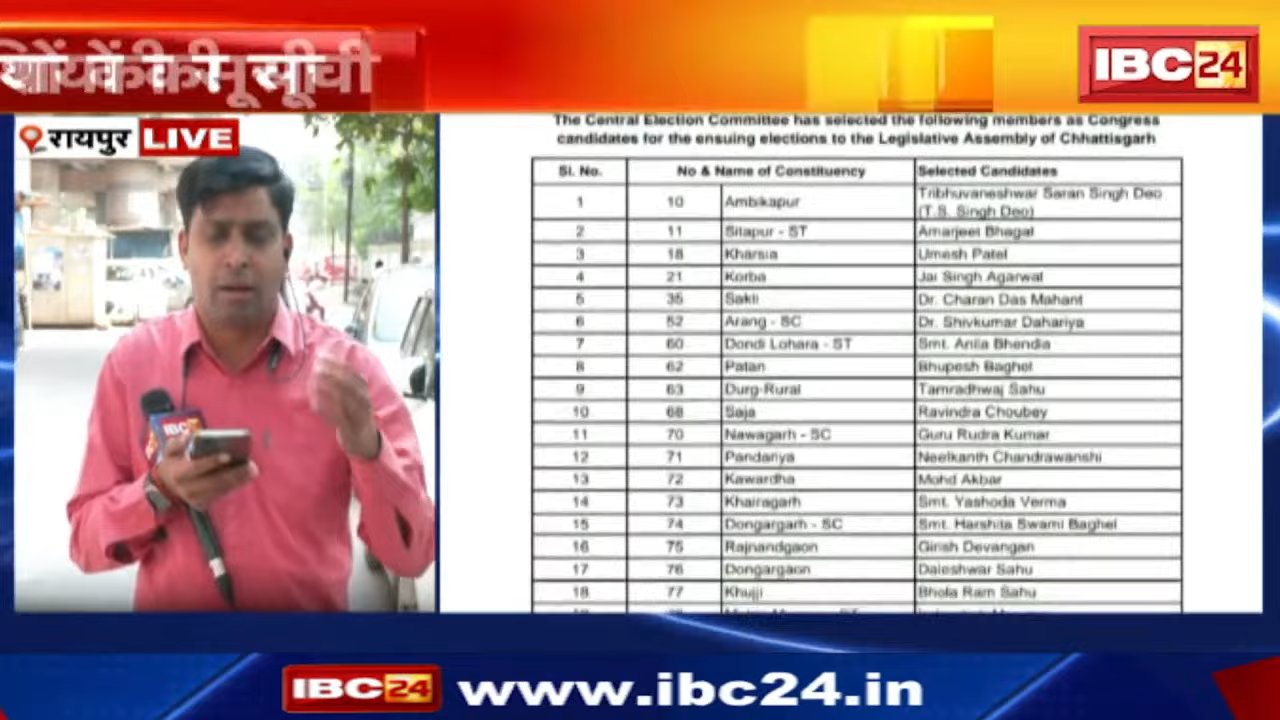 IBC24
रायपुर LIVE
The Central Election Committee has selected the following members as Congress
candidates for the ensuing elections to the Legislative Assembly of Chhattisgarh
Sl. No. No & Name of Constituency Selected Candidates
1 10 Ambikapur Tribhuvaneshwar Saran Singh Deo
(T.S. Singh Deo)
2 11 Sitapur - ST Amarjeet Bhagat
3 18 Kharsia Umesh Patel
4 21 Korba Jai Singh Agarwal
5 35 Sakti Dr. Charan Das Mahant
6 52 Arang - SC Dr. Shivkumar Dahariya
7 60 Dondi Lohara - ST Smt. Anila Bhendia
8 62 Patan Bhupesh Baghel
9 63 Durg-Rural Tamradhwaj Sahu
10 68 Saja Ravindra Choubey
11 70 Nawagarh - SC Guru Rudra Kumar
12 71 Pandariya Neelkanth Chandrawanshi
13 72 Kawardha Mohd Akbar
14 73 Khairagarh Smt. Yashoda Verma
15 74 Dongargarh - SC Smt. Harshita Swami Baghel
16 75 Rajnandgaon Girish Devangan
17 76 Dongargaon Daleshwar Sahu
18 77 Khujji Bhola Ram Sahu
IBC
IBC24 www.ibc24.in